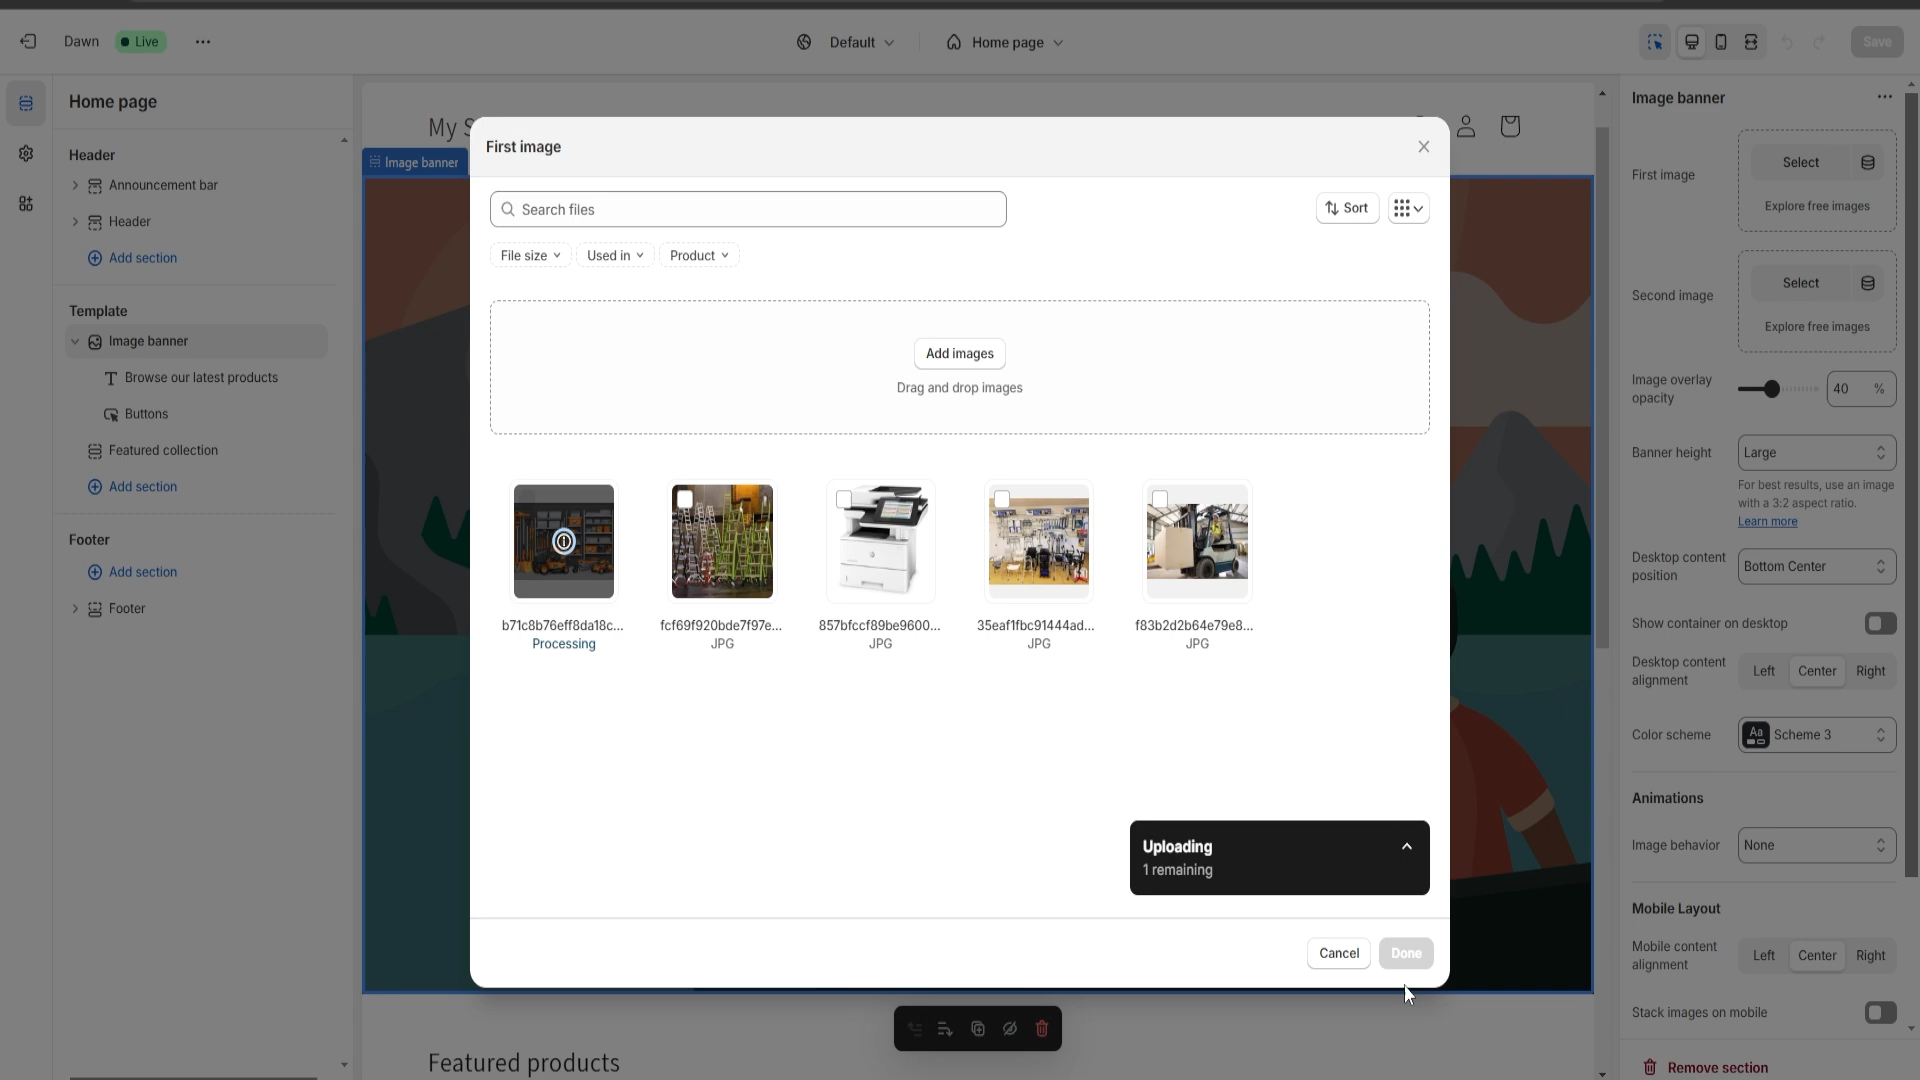 Dawn
Live
Default
Home page
Save
Home page
Header
Announcement bar
Header
Add section
Template
Image banner
Browse our latest products
Buttons
Featured collection
Add section
Footer
Add section
Footer
My S
Image banner
First image
Search files
Sort
File size
Used in
Product
Add images
Drag and drop images
b71c8b76eff8da18c...
Processing
fcf69f920bde7f97e...
JPG
857bfccf89be9600...
JPG
35eaf1fbc91444ad...
JPG
f83b2d2b64e79e8...
JPG
Uploading
1 remaining
Cancel
Done
Featured products
Image banner
First image
Select
Explore free images
Second image
Select
Explore free images
Image overlay
opacity
40 %
Banner height
Large
For best results, use an image
with a 3:2 aspect ratio.
Learn more
Desktop content
position
Bottom Center
Show container on desktop
Desktop content
alignment
Left Center Right
Color scheme
Aa
Scheme 3
Animations
Image behavior
None
Mobile Layout
Mobile content
alignment
Left Center Right
Stack images on mobile
Remove section